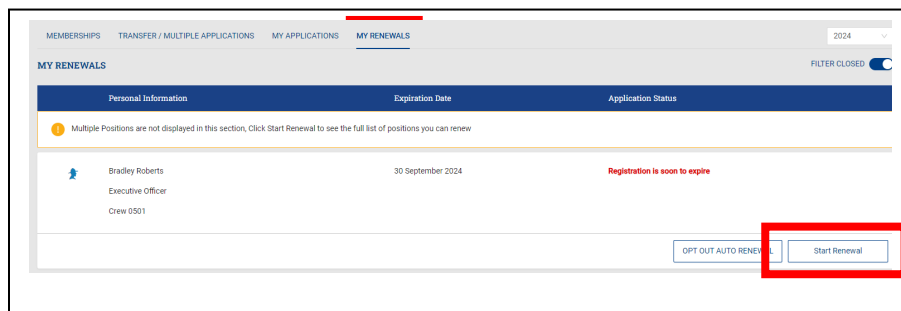 MEMBERSHIPS TRANSFER / MULTIPLE APPLICATIONS MY APPLICATIONS MY RENEWALS 2024
MY RENEWALS FILTER CLOSED
Personal Information Expiration Date Application Status
Multiple Positions are not displayed in this section, Click Start Renewal to see the full list of positions you can renew
Bradley Roberts 30 September 2024 Registration is soon to expire
Executive Officer
Crew 0501
OPT OUT AUTO RENEWAL Start Renewal